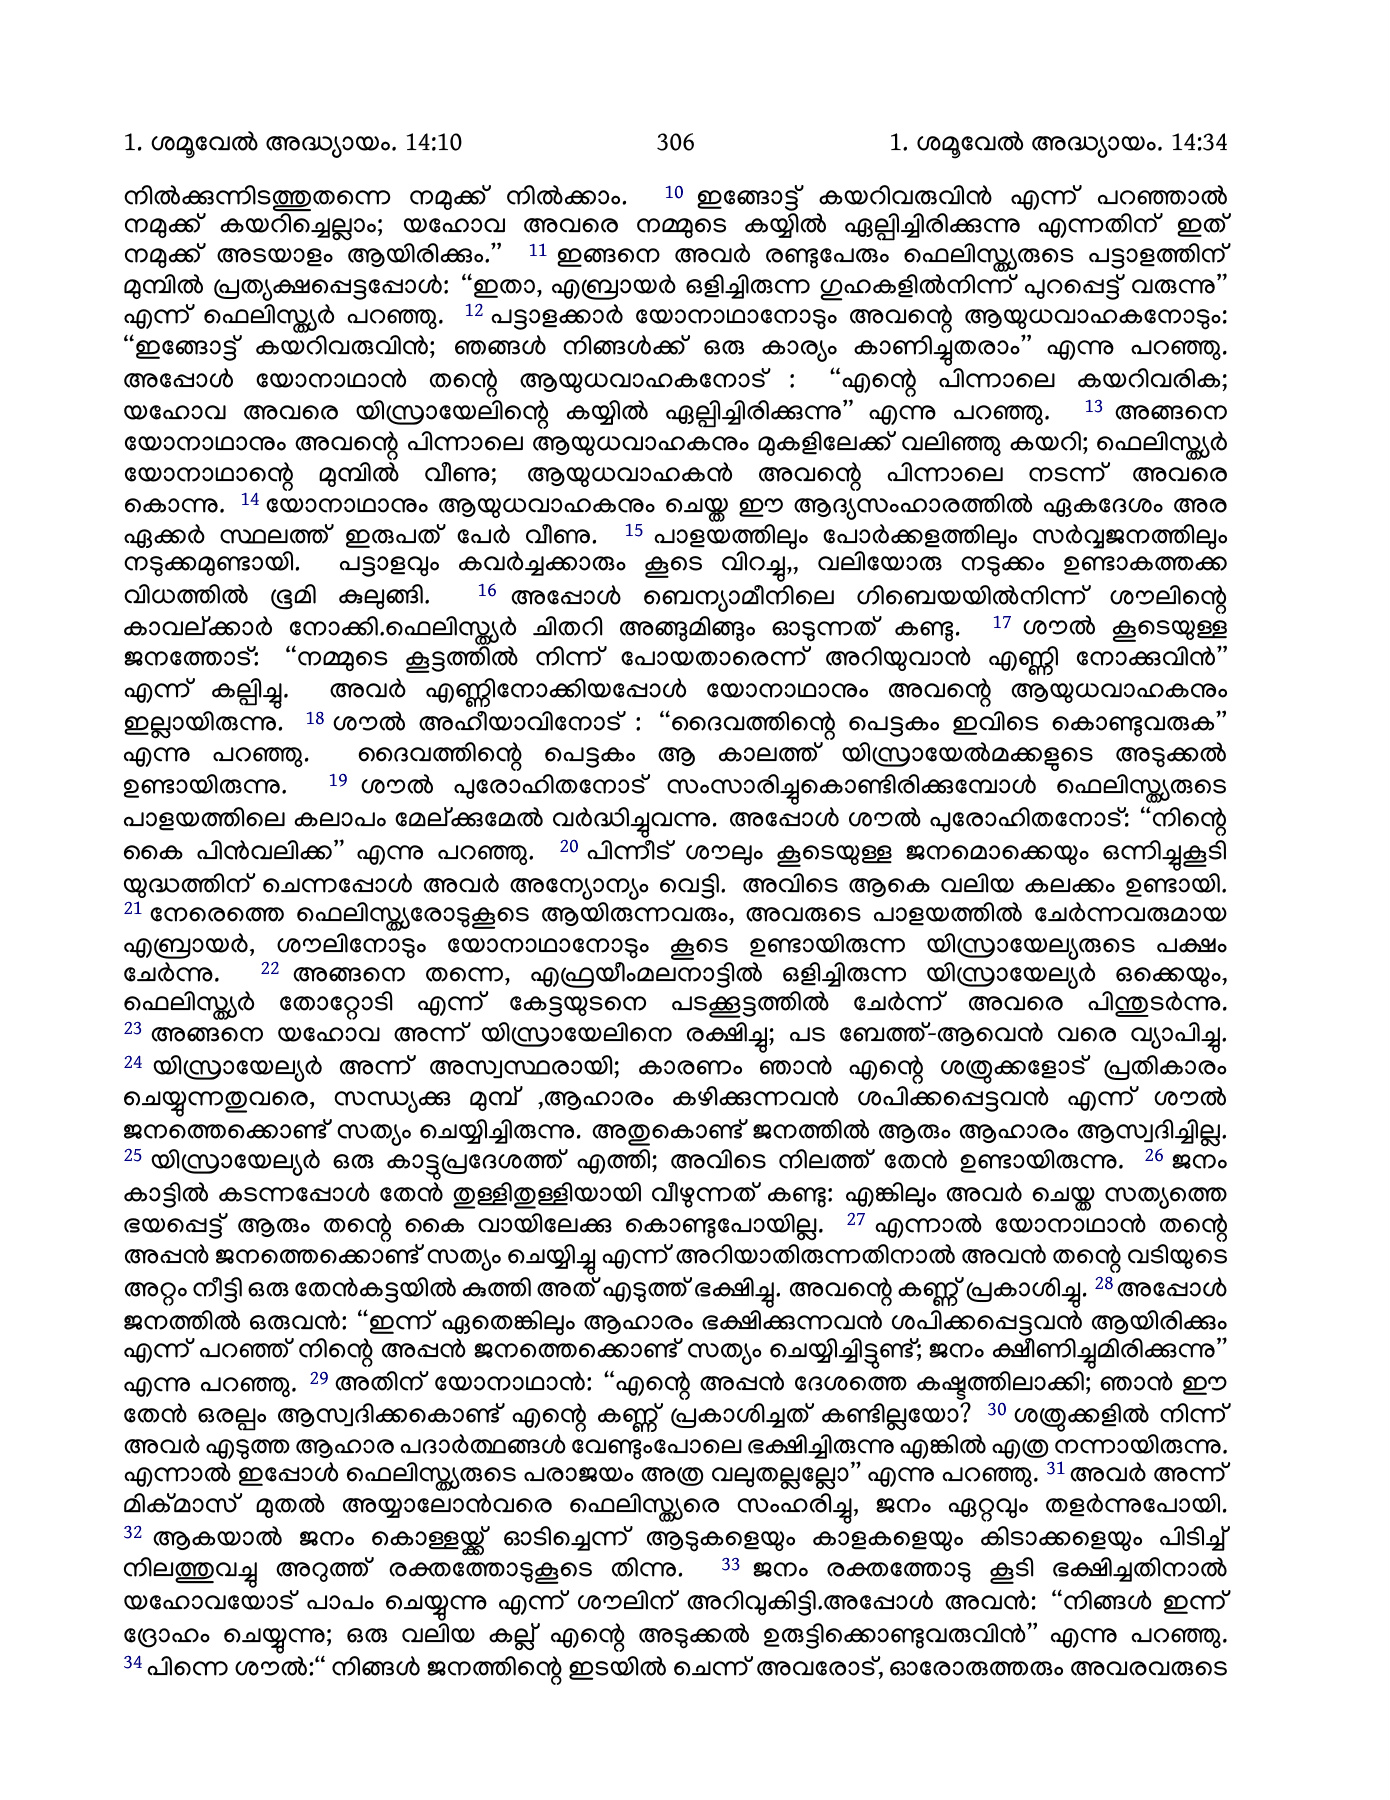 1. ശമൂവേൽ അദ്ധ്യായം. 14:10 306 1. ശമൂവേൽ അദ്ധ്യായം. 14:34
നിൽക്കുന്നിടത്തുതന്നെ നമുക്ക് നിൽക്കാം. 10 ഇങ്ങോട്ട് കയറിവരുവിൻ എന്ന് പറഞ്ഞാൽ
നമുക്ക് കയറിച്ചെല്ലാം; യഹോവ അവരെ നമ്മുടെ കയ്യിൽ ഏല്പിച്ചിരിക്കുന്നു എന്നതിന് ഇത്
നമുക്ക് അടയാളം ആയിരിക്കും.” 11 ഇങ്ങനെ അവർ രണ്ടുപേരും ഫെലിസ്ത്യരുടെ പട്ടാളത്തിന്
മുമ്പിൽ പ്രത്യക്ഷപ്പെട്ടപ്പോൾ: “ഇതാ, എബ്രായർ ഒളിച്ചിരുന്ന ഗുഹകളിൽനിന്ന് പുറപ്പെട്ട് വരുന്നു”
എന്ന് ഫെലിസ്ത്യർ പറഞ്ഞു. 12 പട്ടാളക്കാർ യോനാഥാനോടും അവന്റെ ആയുധവാഹകനോടും:
“ഇങ്ങോട്ട് കയറിവരുവിൻ; ഞങ്ങൾ നിങ്ങൾക്ക് ഒരു കാര്യം കാണിച്ചുതരാം” എന്നു പറഞ്ഞു.
അപ്പോൾ യോനാഥാൻ തന്റെ ആയുധവാഹകനോട് : “എന്റെ പിന്നാലെ കയറിവരിക;
യഹോവ അവരെ യിസ്രായേലിന്റെ കയ്യിൽ ഏല്പിച്ചിരിക്കുന്നു” എന്നു പറഞ്ഞു. 13 അങ്ങനെ
യോനാഥാനും അവന്റെ പിന്നാലെ ആയുധവാഹകനും മുകളിലേക്ക് വലിഞ്ഞു കയറി; ഫെലിസ്ത്യർ
യോനാഥാന്റെ മുമ്പിൽ വീണു; ആയുധവാഹകൻ അവന്റെ പിന്നാലെ നടന്ന് അവരെ
കൊന്നു. 14 യോനാഥാനും ആയുധവാഹകനും ചെയ്ത ഈ ആദ്യസംഹാരത്തിൽ ഏകദേശം അര
ഏക്കർ സ്ഥലത്ത് ഇരുപത് പേർ വീണു. 15 പാളയത്തിലും പോർക്കളത്തിലും സർവ്വജനത്തിലും
നടുക്കമുണ്ടായി. പട്ടാളവും കവർച്ചക്കാരും കൂടെ വിറച്ചു,, വലിയോരു നടുക്കം ഉണ്ടാകത്തക്ക
വിധത്തിൽ ഭൂമി കുലുങ്ങി. 16 അപ്പോൾ ബെന്യാമീനിലെ ഗിബെയയിൽനിന്ന് ശൗലിന്റെ
കാവല്ക്കാർ നോക്കി.ഫെലിസ്ത്യർ ചിതറി അങ്ങുമിങ്ങും ഓടുന്നത് കണ്ടു. 17 ശൗൽ കൂടെയുള്ള
ജനത്തോട്: “നമ്മുടെ കൂട്ടത്തിൽ നിന്ന് പോയതാരെന്ന് അറിയുവാൻ എണ്ണി നോക്കുവിൻ”
എന്ന് കല്പിച്ചു. അവർ എണ്ണിനോക്കിയപ്പോൾ യോനാഥാനും അവന്റെ ആയുധവാഹകനും
ഇല്ലായിരുന്നു. 18 ശൗൽ അഹീയാവിനോട് : “ദൈവത്തിന്റെ പെട്ടകം ഇവിടെ കൊണ്ടുവരുക”
എന്നു പറഞ്ഞു. ദൈവത്തിന്റെ പെട്ടകം ആ കാലത്ത് യിസ്രായേൽമക്കളുടെ അടുക്കൽ
ഉണ്ടായിരുന്നു. 19 ശൗൽ പുരോഹിതനോട് സംസാരിച്ചുകൊണ്ടിരിക്കുമ്പോൾ ഫെലിസ്ത്യരുടെ
പാളയത്തിലെ കലാപം മേല്ക്കുമേൽ വർദ്ധിച്ചുവന്നു. അപ്പോൾ ശൗൽ പുരോഹിതനോട്: “നിന്റെ
കൈ പിൻവലിക്ക” എന്നു പറഞ്ഞു. 20 പിന്നീട് ശൗലും കൂടെയുള്ള ജനമൊക്കെയും ഒന്നിച്ചുകൂടി
യുദ്ധത്തിന് ചെന്നപ്പോൾ അവർ അന്യോന്യം വെട്ടി. അവിടെ ആകെ വലിയ കലക്കം ഉണ്ടായി.
21 നേരെത്തെ ഫെലിസ്ത്യരോടുകൂടെ ആയിരുന്നവരും, അവരുടെ പാളയത്തിൽ ചേർന്നവരുമായ
എബ്രായർ, ശൗലിനോടും യോനാഥാനോടും കൂടെ ഉണ്ടായിരുന്ന യിസ്രായേല്യരുടെ പക്ഷം
ചേർന്നു. 22 അങ്ങനെ തന്നെ, എഫ്രയീംമലനാട്ടിൽ ഒളിച്ചിരുന്ന യിസ്രായേല്യർ ഒക്കെയും,
ഫെലിസ്ത്യർ തോറ്റോടി എന്ന് കേട്ടയുടനെ പടക്കൂട്ടത്തിൽ ചേർന്ന് അവരെ പിന്തുടർന്നു.
23 അങ്ങനെ യഹോവ അന്ന് യിസ്രായേലിനെ രക്ഷിച്ചു; പട ബേത്ത്-ആവെൻ വരെ വ്യാപിച്ചു.
24 യിസ്രായേല്യർ അന്ന് അസ്വസ്ഥരായി; കാരണം ഞാൻ എന്റെ ശത്രുക്കളോട് പ്രതികാരം
ചെയ്യുന്നതുവരെ, സന്ധ്യക്കു മുമ്പ് ,ആഹാരം കഴിക്കുന്നവൻ ശപിക്കപ്പെട്ടവൻ എന്ന് ശൗൽ
ജനത്തെക്കൊണ്ട് സത്യം ചെയ്യിച്ചിരുന്നു. അതുകൊണ്ട് ജനത്തിൽ ആരും ആഹാരം ആസ്വദിച്ചില്ല.
25 യിസ്രായേല്യർ ഒരു കാട്ടുപ്രദേശത്ത് എത്തി; അവിടെ നിലത്ത് തേൻ ഉണ്ടായിരുന്നു. 26 ജനം
കാട്ടിൽ കടന്നപ്പോൾ തേൻ തുള്ളിതുള്ളിയായി വീഴുന്നത് കണ്ടു: എങ്കിലും അവർ ചെയ്ത സത്യത്തെ
ഭയപ്പെട്ട് ആരും തന്റെ കൈ വായിലേക്കു കൊണ്ടുപോയില്ല. 27 എന്നാൽ യോനാഥാൻ തന്റെ
അപ്പൻ ജനത്തെക്കൊണ്ട് സത്യം ചെയ്യിച്ചു എന്ന് അറിയാതിരുന്നതിനാൽ അവൻ തന്റെ വടിയുടെ
അറ്റം നീട്ടി ഒരു തേൻകട്ടയിൽ കുത്തി അത് എടുത്ത് ഭക്ഷിച്ചു. അവന്റെ കണ്ണ് പ്രകാശിച്ചു. 28 അപ്പോൾ
ജനത്തിൽ ഒരുവൻ: “ഇന്ന് ഏതെങ്കിലും ആഹാരം ഭക്ഷിക്കുന്നവൻ ശപിക്കപ്പെട്ടവൻ ആയിരിക്കും
എന്ന് പറഞ്ഞ് നിന്റെ അപ്പൻ ജനത്തെക്കൊണ്ട് സത്യം ചെയ്യിച്ചിട്ടുണ്ട്; ജനം ക്ഷീണിച്ചുമിരിക്കുന്നു”
എന്നു പറഞ്ഞു. 29 അതിന് യോനാഥാൻ: “എന്റെ അപ്പൻ ദേശത്തെ കഷ്ടത്തിലാക്കി; ഞാൻ ഈ
തേൻ ഒരല്പം ആസ്വദിക്കകൊണ്ട് എന്റെ കണ്ണ് പ്രകാശിച്ചത് കണ്ടില്ലയോ? 30 ശത്രുക്കളിൽ നിന്ന്
അവർ എടുത്ത ആഹാര പദാർത്ഥങ്ങൾ വേണ്ടുംപോലെ ഭക്ഷിച്ചിരുന്നു എങ്കിൽ എത്ര നന്നായിരുന്നു.
എന്നാൽ ഇപ്പോൾ ഫെലിസ്ത്യരുടെ പരാജയം അത്ര വലുതല്ലല്ലോ” എന്നു പറഞ്ഞു. 31 അവർ അന്ന്
മിക്മാസ് മുതൽ അയ്യാലോൻവരെ ഫെലിസ്ത്യരെ സംഹരിച്ചു, ജനം ഏറ്റവും തളർന്നുപോയി.
32 ആകയാൽ ജനം കൊള്ളയ്ക്ക് ഓടിച്ചെന്ന് ആടുകളെയും കാളകളെയും കിടാക്കളെയും പിടിച്ച്
നിലത്തുവച്ചു അറുത്ത് രക്തത്തോടുകൂടെ തിന്നു. 33 ജനം രക്തത്തോടു കൂടി ഭക്ഷിച്ചതിനാൽ
യഹോവയോട് പാപം ചെയ്യുന്നു എന്ന് ശൗലിന് അറിവുകിട്ടി.അപ്പോൾ അവൻ: “നിങ്ങൾ ഇന്ന്
ദ്രോഹം ചെയ്യുന്നു; ഒരു വലിയ കല്ല് എന്റെ അടുക്കൽ ഉരുട്ടിക്കൊണ്ടുവരുവിൻ” എന്നു പറഞ്ഞു.
34 പിന്നെ ശൗൽ:“ നിങ്ങൾ ജനത്തിന്റെ ഇടയിൽ ചെന്ന് അവരോട്, ഓരോരുത്തരും അവരവരുടെ